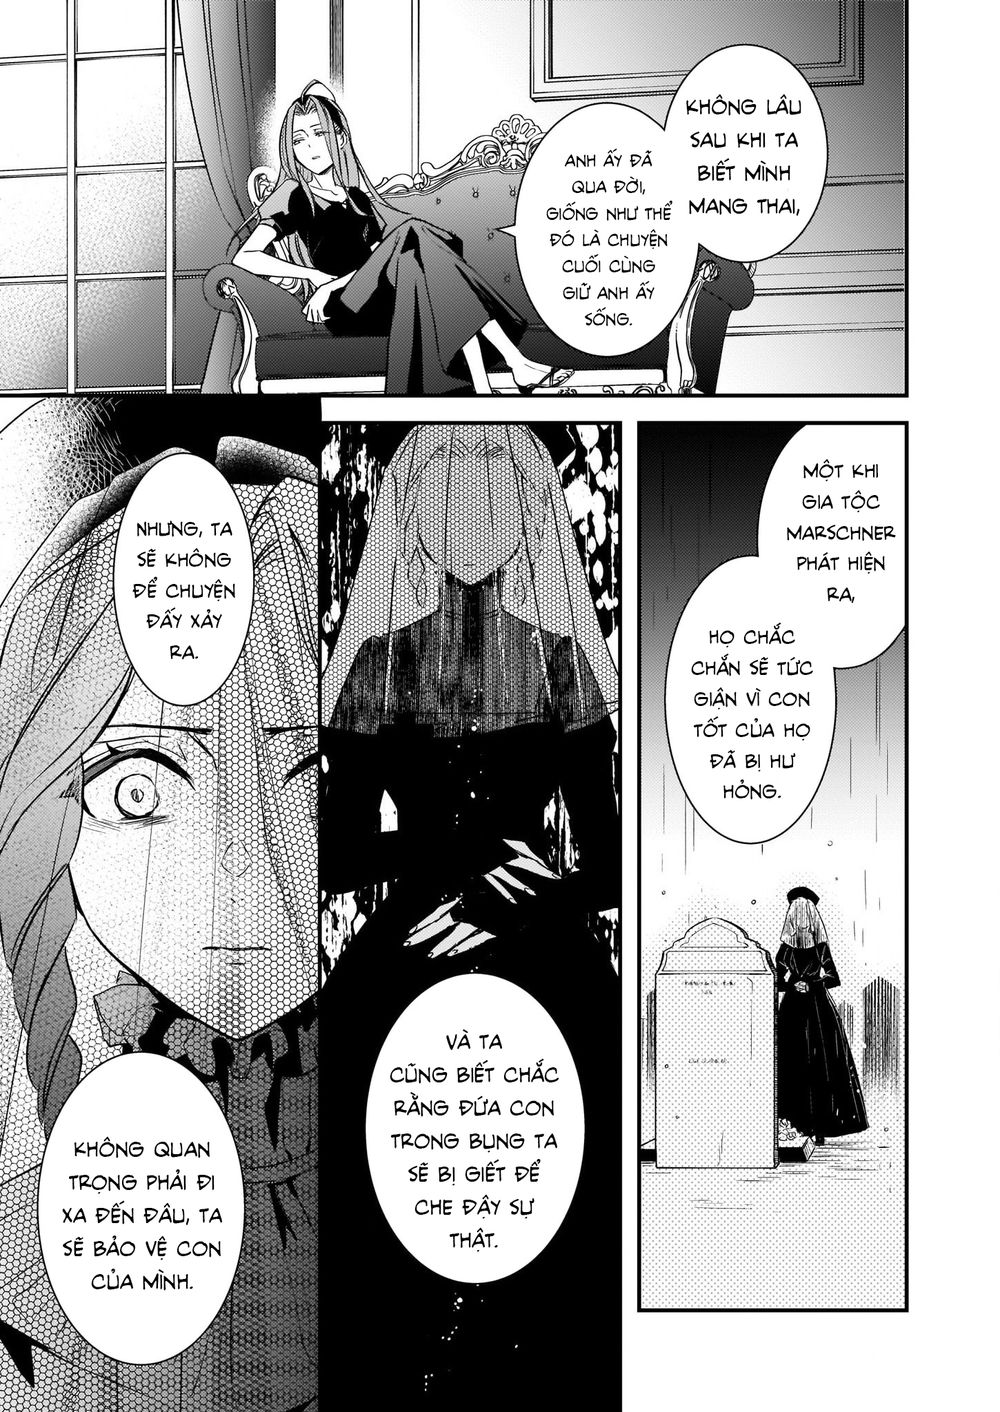 KHÔNG LÂU
SAU KHI TA
BIẾT MÌNH
MANG THAI,
ANH ẤY ĐÃ
QUA ĐỜI,
GIỐNG NHƯ THỂ
ĐÓ LÀ CHUYỆN
CUỐI CÙNG
GIỮ ANH ẤY
SỐNG.
MỘT KHI
GIA TỘC
MARSCHNER
PHÁT HIỆN
RA,
HỌ CHẮC
CHẮN SẼ TỨC
GIẬN VÌ CON
TỐT CỦA HỌ
ĐÃ BỊ HƯ
HỎNG.
VÀ TA
CŨNG BIẾT CHẮC
RẰNG ĐỨA CON
TRONG BỤNG TA
SẼ BỊ GIẾT ĐỂ
CHE ĐẬY SỰ
THẬT.
NHƯNG, TA
SẼ KHÔNG
ĐỂ CHUYỆN
ĐẤY XẢY
RA.
KHÔNG QUAN
TRỌNG PHẢI ĐI
XA ĐẾN ĐÂU, TA
SẼ BẢO VỆ CON
CỦA MÌNH.